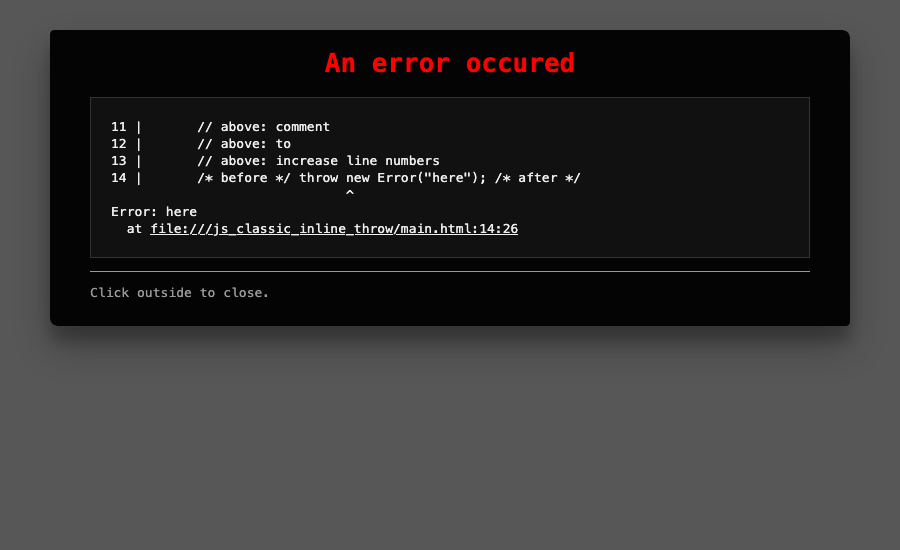 An error occured
11 |       // above: comment
12 |       // above: to
13 |       // above: increase line numbers
14 |       /* before */ throw new Error("here"); /* after */
                              ^
Error: here
  at file:///js_classic_inline_throw/main.html:14:26
Click outside to close.